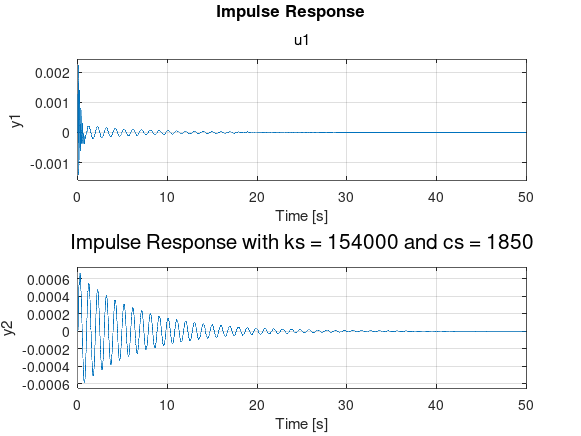 Impulse Response
u1
0.002
0.001
0
-0.001
y1
0 10 20 30 40 50
Time [s]
Impulse Response with ks = 154000 and cs = 1850
0.0006
0.0004
0.0002
0
-0.0002
-0.0004
-0.0006
y2
0 10 20 30 40 50
Time [s]